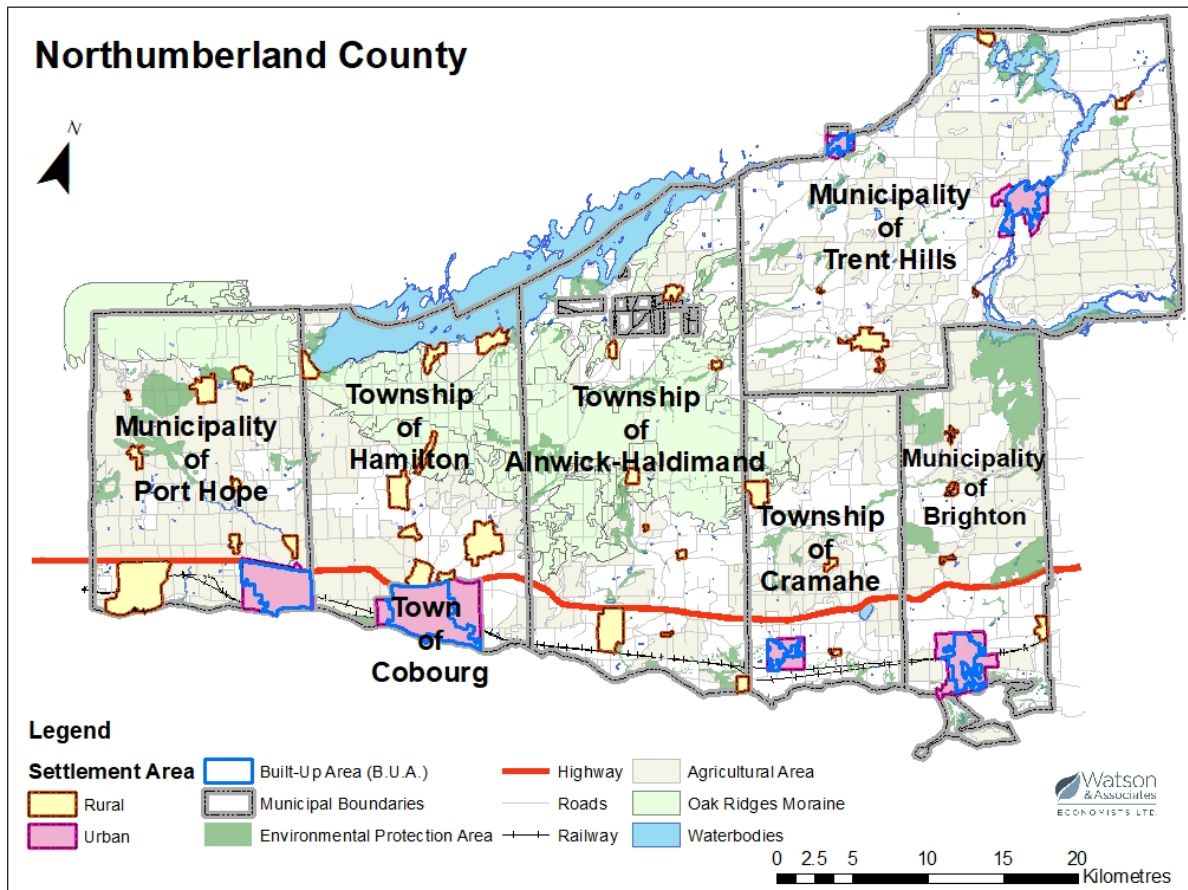 Northumberland County
N
Municipality
of
Trent Hills
Township
of
Hamilton
Township
of
Alnwick-Haldimand
Municipality
of
Port Hope
Municipality
of
Brighton
Township
of
Cramahe
Town
of
Cobourg
Legend
Settlement Area
Rural
Urban
Built-Up Area (B.U.A.)
Municipal Boundaries
Environmental Protection Area
Highway
Roads
Railway
Agricultural Area
Oak Ridges Moraine
Waterbodies
Watson
& Associates
ECONOMISTS LTD.
0 2.5 5 10 15 20
Kilometres